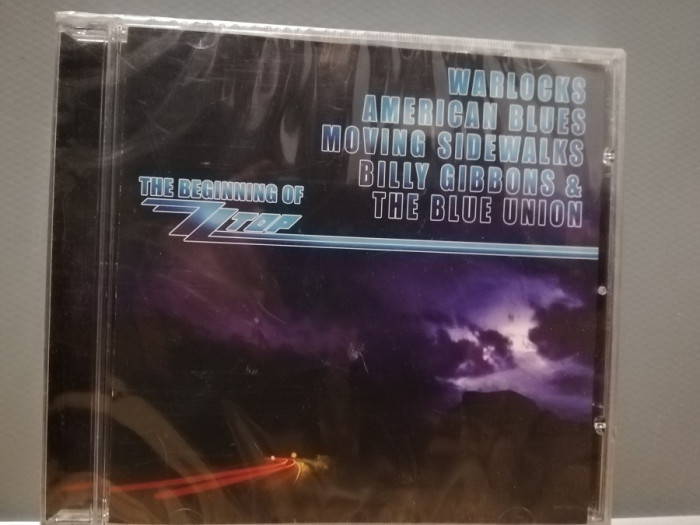 WARLOCKS
AMERICAN BLUES
MOVING SIDEWALKS
BILLY GIBBONS &
THE BLUE UNION
THE BEGINNING OF
ZZ TOP